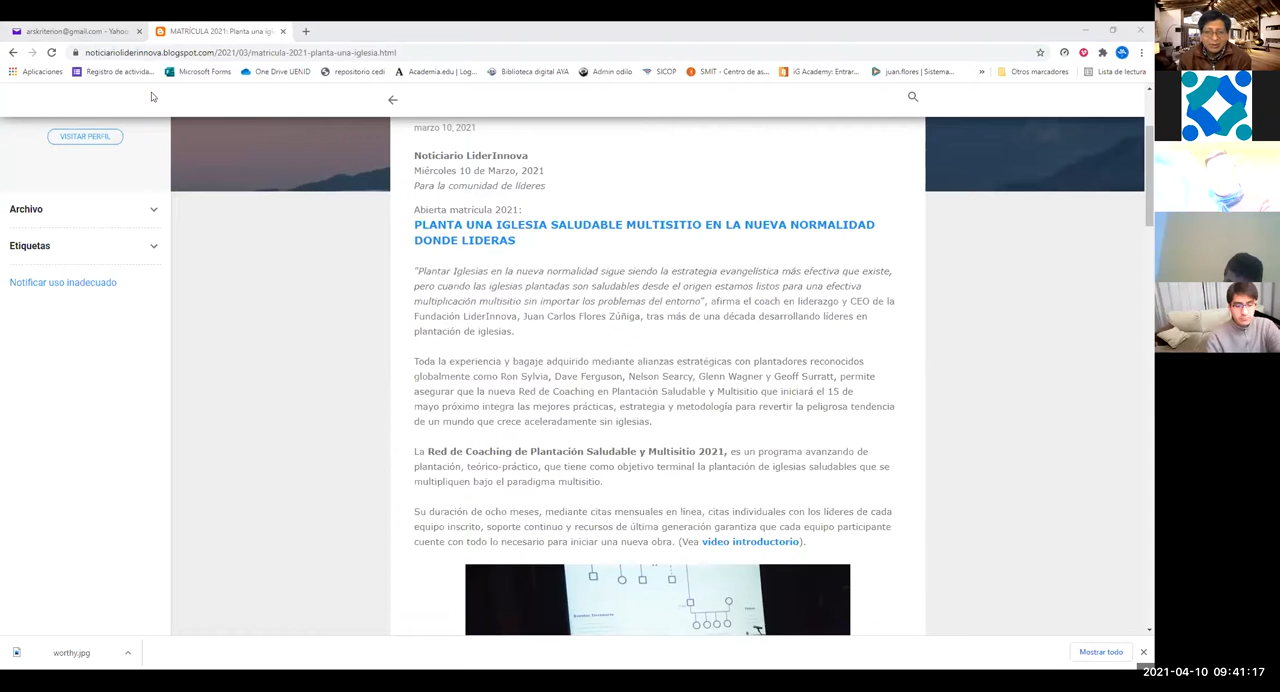 arskriterion@gmail.com - Yahoo
MATRÍCULA 2021: Planta una igl
noticiarioliderinnova.blogspot.com/2021/03/matricula-2021-planta-una-iglesia.html
Aplicaciones
Registro de activida...
Microsoft Forms
One Drive UENID
repositorio cedi
Academia.edu | Log...
Biblioteca digital AYA
Admin odilo
SICOP
SMIT - Centro de as...
iG Academy: Entrar...
juan.flores | Sistema...
»
Otros marcadores
Lista de lectura
VISITAR PERFIL
Archivo
Etiquetas
Notificar uso inadecuado
marzo 10, 2021
Noticiario LiderInnova
Miércoles 10 de Marzo, 2021
Para la comunidad de líderes
Abierta matrícula 2021:
PLANTA UNA IGLESIA SALUDABLE MULTISITIO EN LA NUEVA NORMALIDAD
DONDE LIDERAS
"Plantar Iglesias en la nueva normalidad sigue siendo la estrategia evangelística más efectiva que existe,
pero cuando las iglesias plantadas son saludables desde el origen estamos listos para una efectiva
multiplicación multisitio sin importar los problemas del entorno", afirma el coach en liderazgo y CEO de la
Fundación LiderInnova, Juan Carlos Flores Zúñiga, tras más de una década desarrollando líderes en
plantación de iglesias.
Toda la experiencia y bagaje adquirido mediante alianzas estratégicas con plantadores reconocidos
globalmente como Ron Sylvia, Dave Ferguson, Nelson Searcy, Glenn Wagner y Geoff Surratt, permite
asegurar que la nueva Red de Coaching en Plantación Saludable y Multisitio que iniciará el 15 de
mayo próximo integra las mejores prácticas, estrategia y metodología para revertir la peligrosa tendencia
de un mundo que crece aceleradamente sin iglesias.
La Red de Coaching de Plantación Saludable y Multisitio 2021, es un programa avanzando de
plantación, teórico-práctico, que tiene como objetivo terminal la plantación de iglesias saludables que se
multipliquen bajo el paradigma multisitio.
Su duración de ocho meses, mediante citas mensuales en línea, citas individuales con los líderes de cada
equipo inscrito, soporte continuo y recursos de última generación garantiza que cada equipo participante
cuente con todo lo necesario para iniciar una nueva obra. (Vea video introductorio).
worthy.jpg
Mostrar todo
2021-04-10 09:41:17